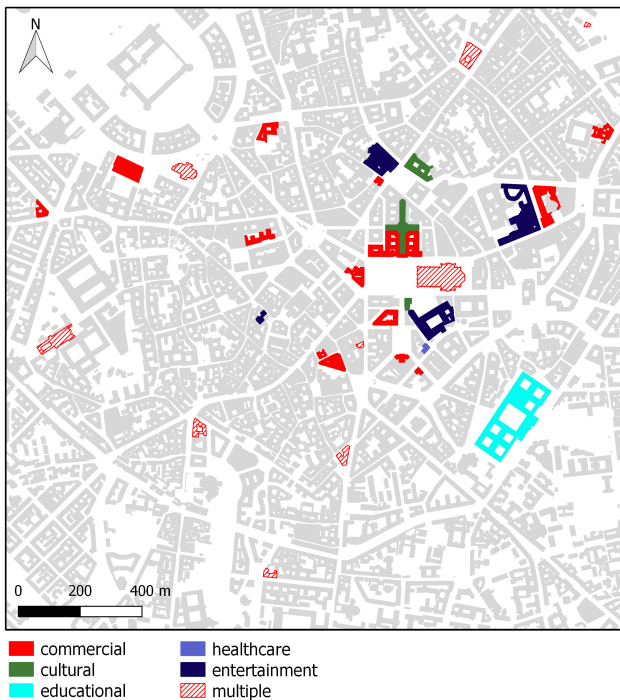 N
0 200 400 m
commercial healthcare
cultural entertainment
educational multiple